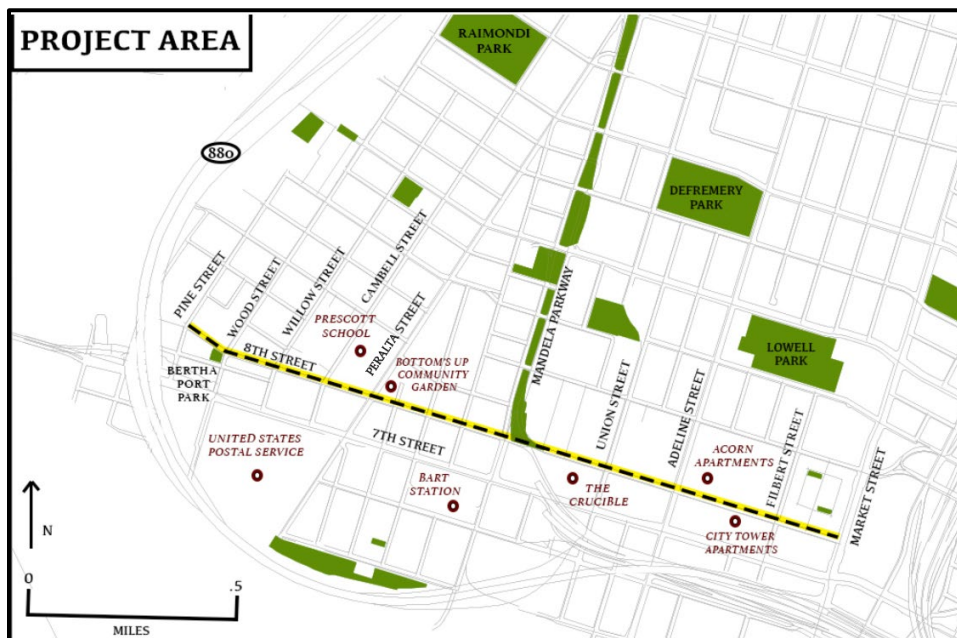 PROJECT AREA
RAIMONDI
PARK
880
DEFREMERY
PARK
PINE STREET
WOOD STREET
WILLOW STREET
CAMBELL STREET
PERALTA STREET
MANDELA PARKWAY
PRESCOTT
SCHOOL
8TH STREET
BOTTOM'S UP
COMMUNITY
GARDEN
BERTHA
PORT
PARK
LOWELL
PARK
UNION STREET
ADELINE STREET
FILBERT STREET
MARKET STREET
UNITED STATES
POSTAL SERVICE
7TH STREET
BART
STATION
THE
CRUCIBLE
ACORN
APARTMENTS
CITY TOWER
APARTMENTS
N
0
.5
MILES